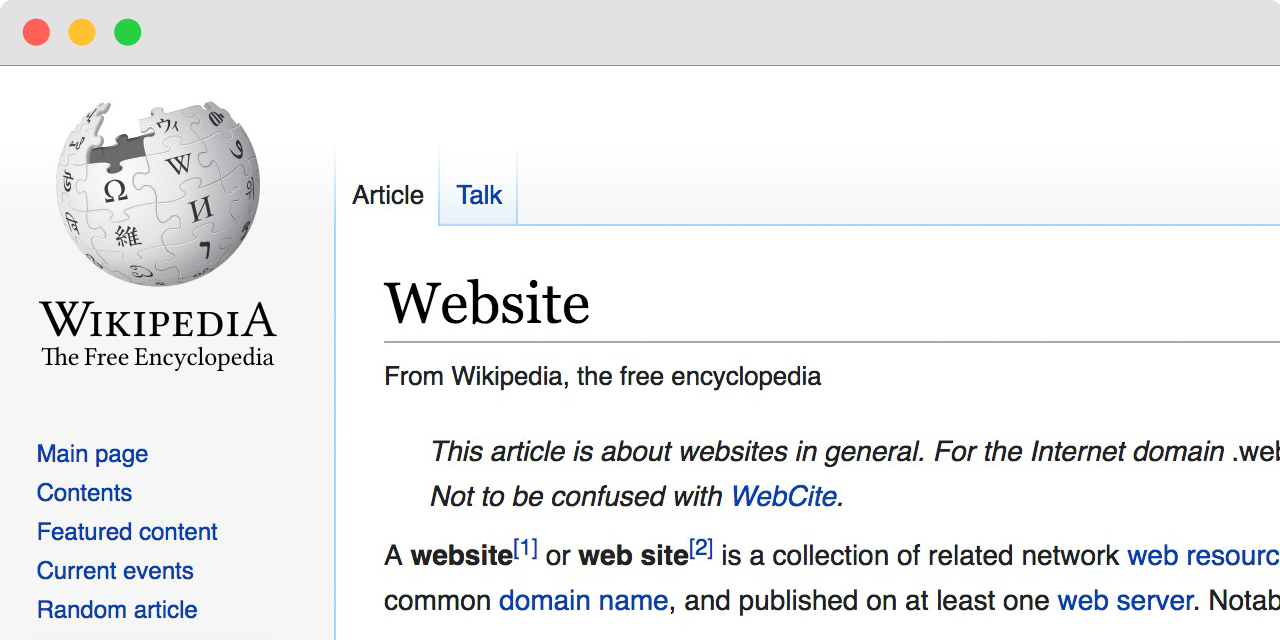 WIKIPEDIA
The Free Encyclopedia
Main page
Contents
Featured content
Current events
Random article
Article
Talk
Website
From Wikipedia, the free encyclopedia
This article is about websites in general. For the Internet domain .web
Not to be confused with WebCite.
A website[1] or web site[2] is a collection of related network web resourc
common domain name, and published on at least one web server. Notab